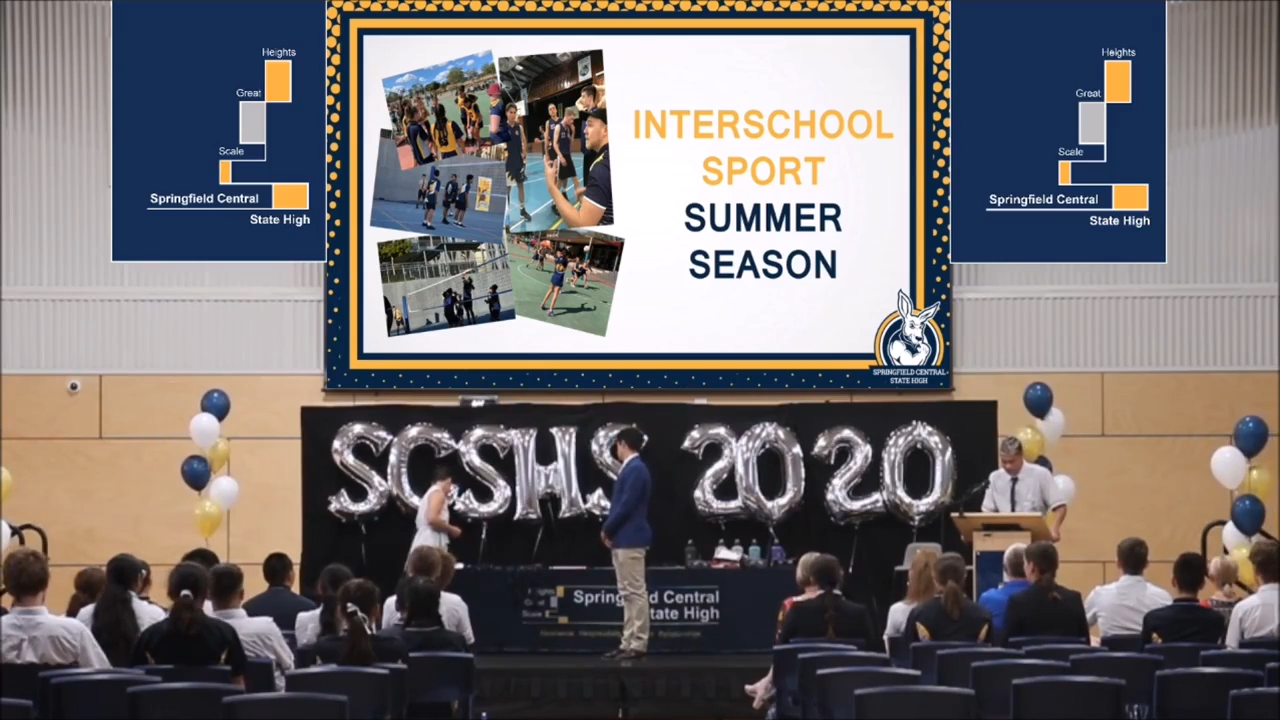 Heights
Great
Scale
Springfield Central
State High
INTERSCHOOL
SPORT
SUMMER
SEASON
SPRINGFIELD CENTRAL
STATE HIGH
Heights
Great
Scale
Springfield Central
State High
SCSHS 2020
Springfield Central
State High